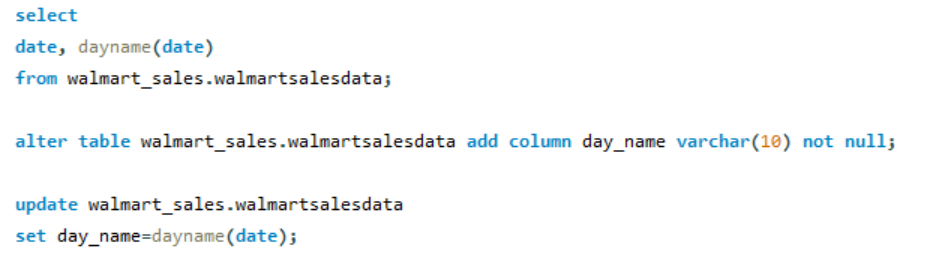 select
date, dayname(date)
from walmart_sales.walmartsalesdata;
alter table walmart_sales.walmartsalesdata add column day_name varchar(10) not null;
update walmart_sales.walmartsalesdata
set day_name=dayname(date);